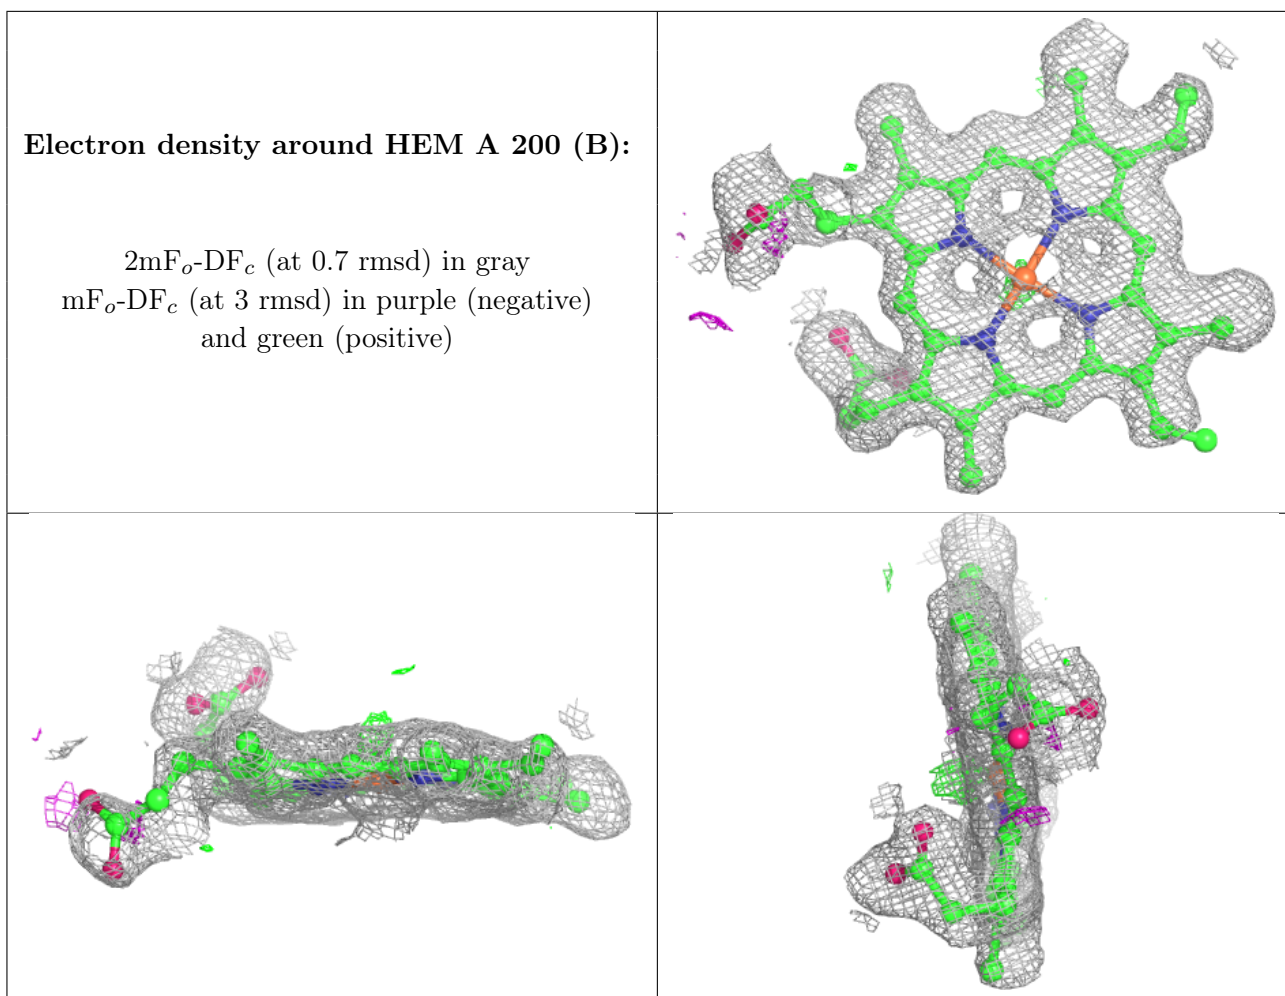 Electron density around HEM A 200 (B):
2mFo-DFc (at 0.7 rmsd) in gray
mFo-DFc (at 3 rmsd) in purple (negative)
and green (positive)